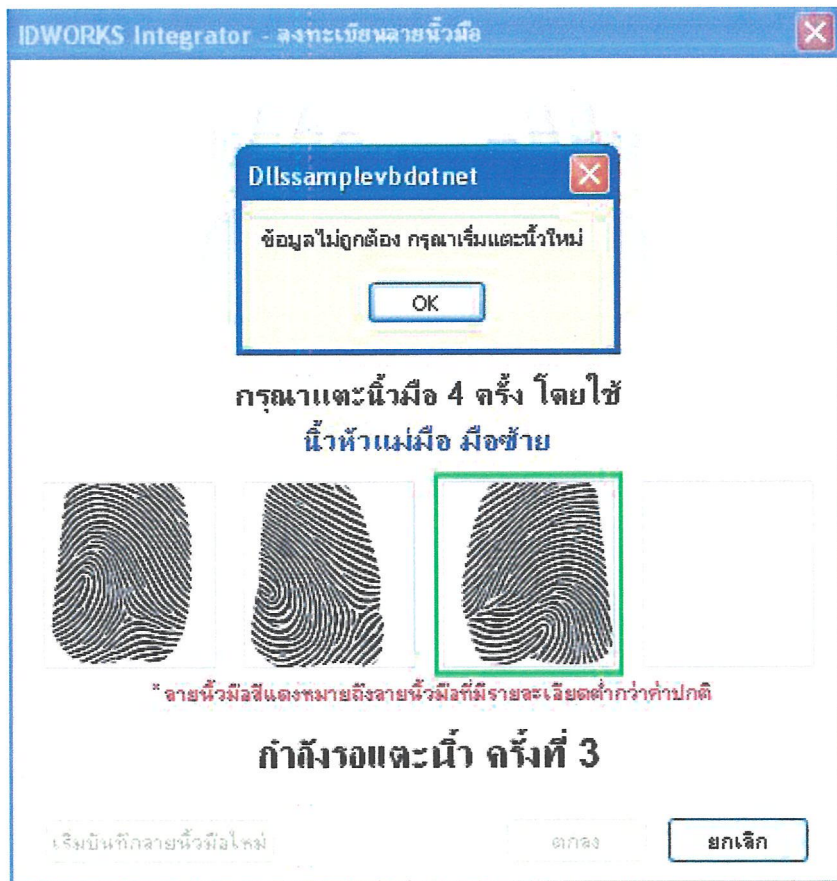 IDWORKS Integrator - ลงทะเบียนลายนิ้วมือ
Dllssamplevbdotnet
ข้อมูลไม่ถูกต้อง กรุณาเริ่มแตะนิ้วใหม่
OK
กรุณาแตะนิ้วมือ 4 ครั้ง โดยใช้
นิ้วหัวแม่มือ มือซ้าย
*ลายนิ้วมือสีแดงหมายถึงลายนิ้วมือที่มีรายละเอียดต่ำกว่าค่าปกติ
กำลังรอแตะนิ้ว ครั้งที่ 3
เริ่มบันทึกลายนิ้วมือใหม่
ตกลง
ยกเลิก